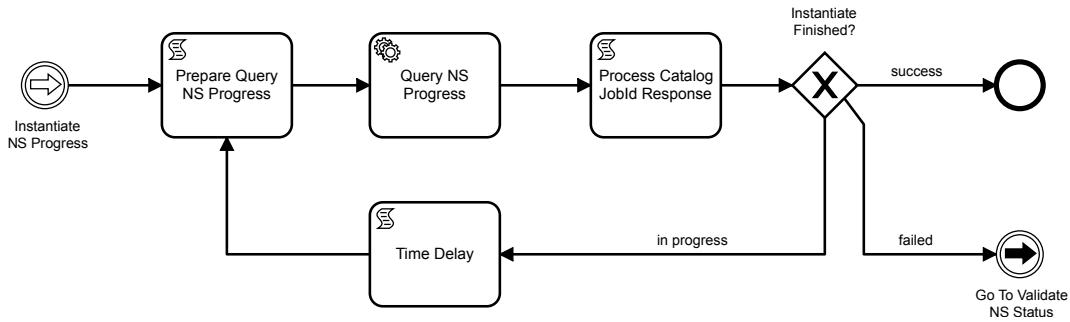 Instantiate
Finished?
Prepare Query
NS Progress
Query NS
Progress
Process Catalog
JobId Response
success
Instantiate
NS Progress
Time Delay
in progress
failed
Go To Validate
NS Status